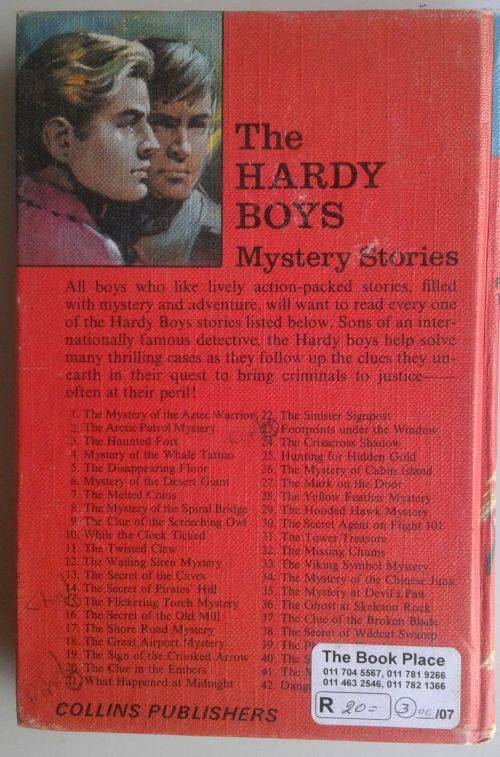 The
HARDY
BOYS
Mystery Stories
All boys who like lively action-packed stories, filled
with mystery and adventure, will want to read every one
of the Hardy Boys stories listed below. Sons of an inter-
nationally famous detective, the Hardy boys help solve
many thrilling cases as they follow up the clues they un-
earth in their quest to bring criminals to justice——
often at their peril!
1. The Mystery of the Aztec Warrior
2. The Arctic Patrol Mystery
3. The Haunted Fort
4. Mystery of the Whale Tattoo
5. The Disappearing Floor
6. Mystery of the Desert Giant
7. The Melted Coins
8. The Mystery of the Spiral Bridge
9. The Clue of the Screeching Owl
10. While the Clock Ticked
11. The Twisted Claw
12. The Wailing Siren Mystery
13. The Secret of the Caves
14. The Secret of Pirates' Hill
15. The Flickering Torch Mystery
16. The Secret of the Old Mill
17. The Shore Road Mystery
18. The Great Airport Mystery
19. The Sign of the Crooked Arrow
20. The Clue in the Embers
21. What Happened at Midnight
22. The Sinister Signpost
23. Footprints under the Window
24. The Crisscross Shadow
25. Hunting for Hidden Gold
26. The Mystery of Cabin Island
27. The Mark on the Door
28. The Yellow Feather Mystery
29. The Hooded Hawk Mystery
30. The Secret Agent on Flight 101
31. The Tower Treasure
32. The Missing Chums
33. The Viking Symbol Mystery
34. The Mystery of the Chinese Junk
35. The Mystery at Devil's Paw
36. The Ghost at Skeleton Rock
37. The Clue of the Broken Blade
38. The Secret of Wildcat Swamp
39. The
40. The
41. The
42.
The Book Place
011 704 5567, 011 781 9266
011 463 2546, 011 782 1366
R 20= 3 /07
COLLINS PUBLISHERS